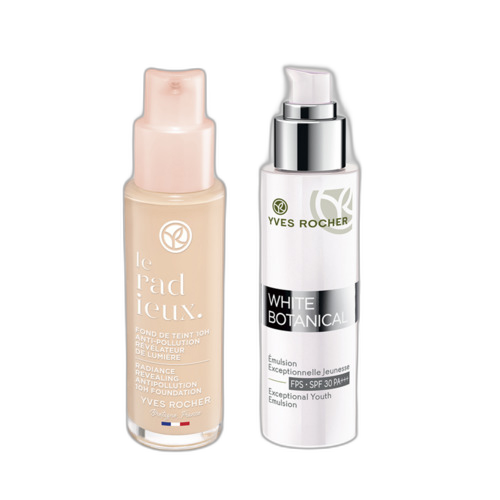 le
rad
ieux.
FOND DE TEINT 10H
ANTI-POLLUTION
RÉVÉLATEUR
DE LUMIÈRE
RADIANCE
REVEALING
ANTIPOLLUTION
10H FOUNDATION
YVES ROCHER
YVES ROCHER
WHITE
BOTANICAL
Émulsion
Exceptionnelle Jeunesse
FPS • SPF 30 PA+++
Exceptional Youth
Emulsion